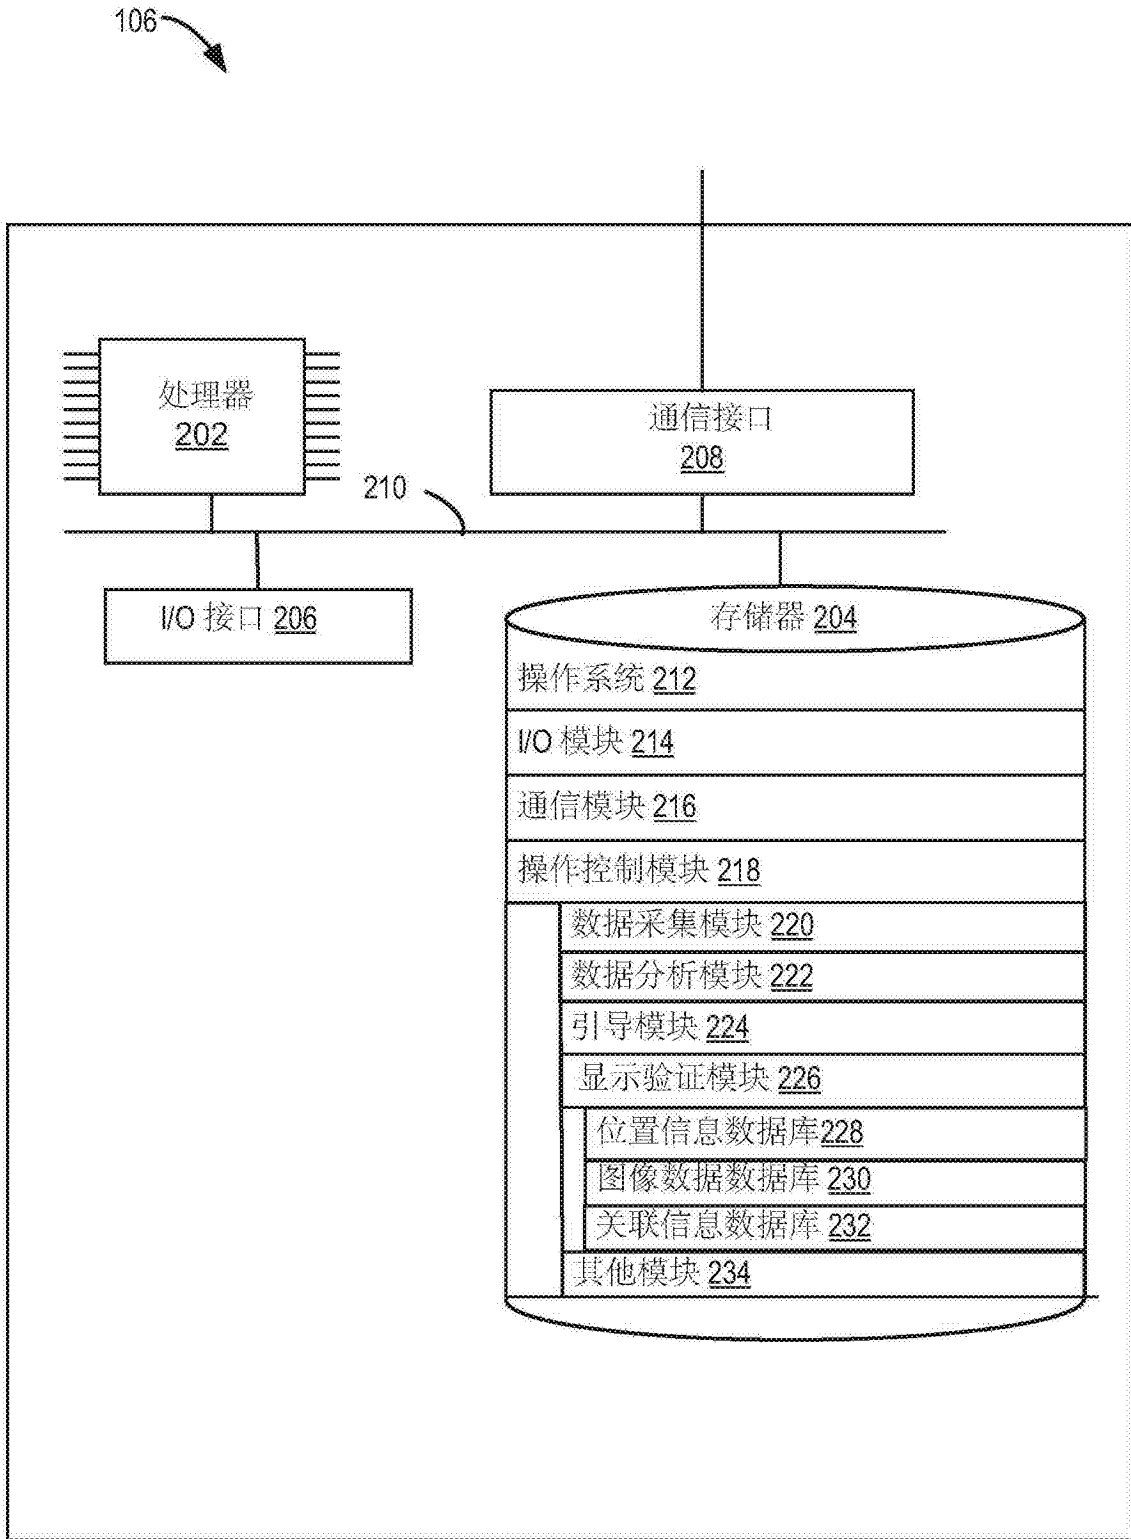 106
处理器
202
通信接口
208
210
I/O 接口 206
存储器 204
操作系统 212
I/O 模块 214
通信模块 216
操作控制模块 218
数据采集模块 220
数据分析模块 222
引导模块 224
显示验证模块 226
位置信息数据库228
图像数据数据库 230
关联信息数据库 232
其他模块 234